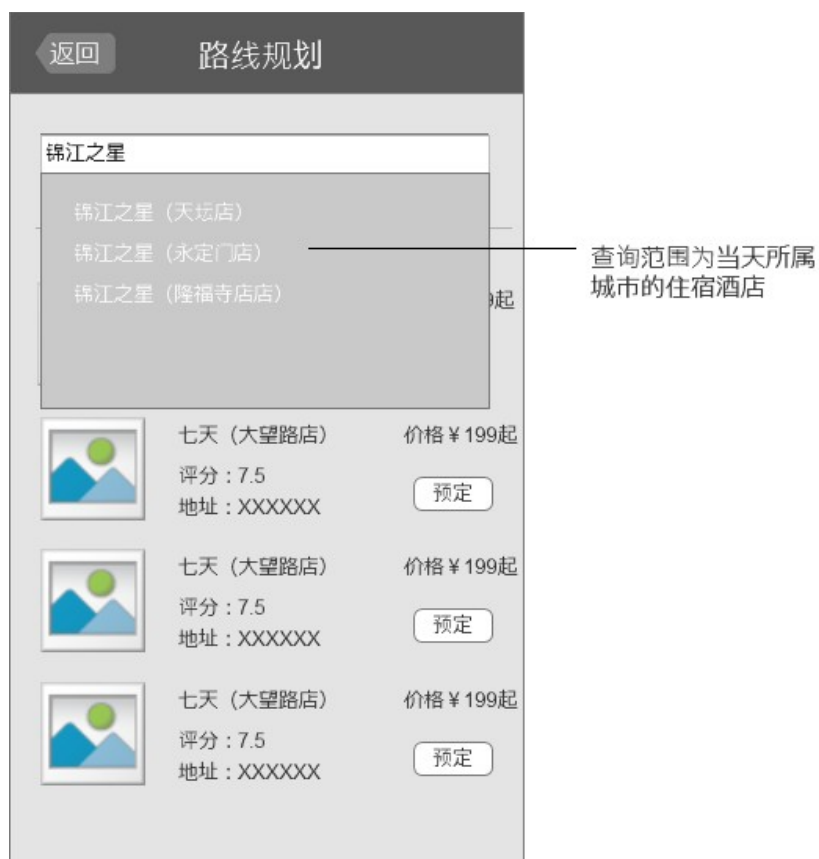 返回
路线规划
锦江之星
锦江之星（天坛店）
锦江之星（永定门店）
锦江之星（隆福寺店店）
查询范围为当天所属
城市的住宿酒店
起
七天（大望路店） 价格￥199起
评分：7.5
预定
地址：XXXXXX
七天（大望路店） 价格￥199起
评分：7.5
预定
地址：XXXXXX
七天（大望路店） 价格￥199起
评分：7.5
预定
地址：XXXXXX